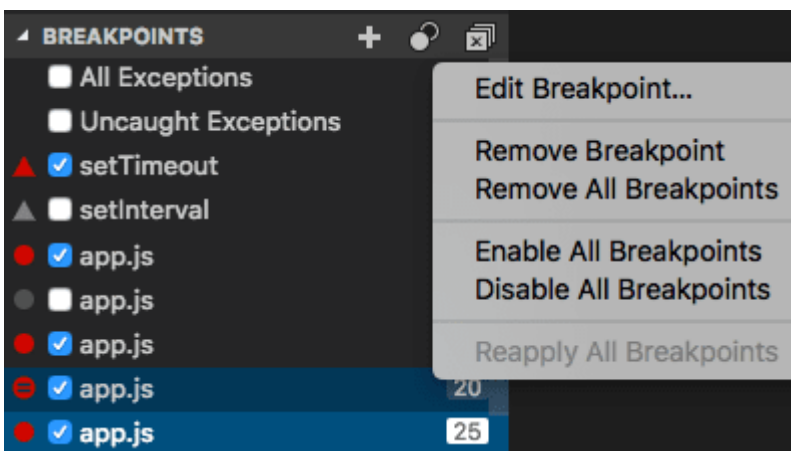 BREAKPOINTS
All Exceptions
Uncaught Exceptions
setTimeout
setInterval
app.js
app.js
app.js
app.js 20
app.js 25
Edit Breakpoint...
Remove Breakpoint
Remove All Breakpoints
Enable All Breakpoints
Disable All Breakpoints
Reapply All Breakpoints